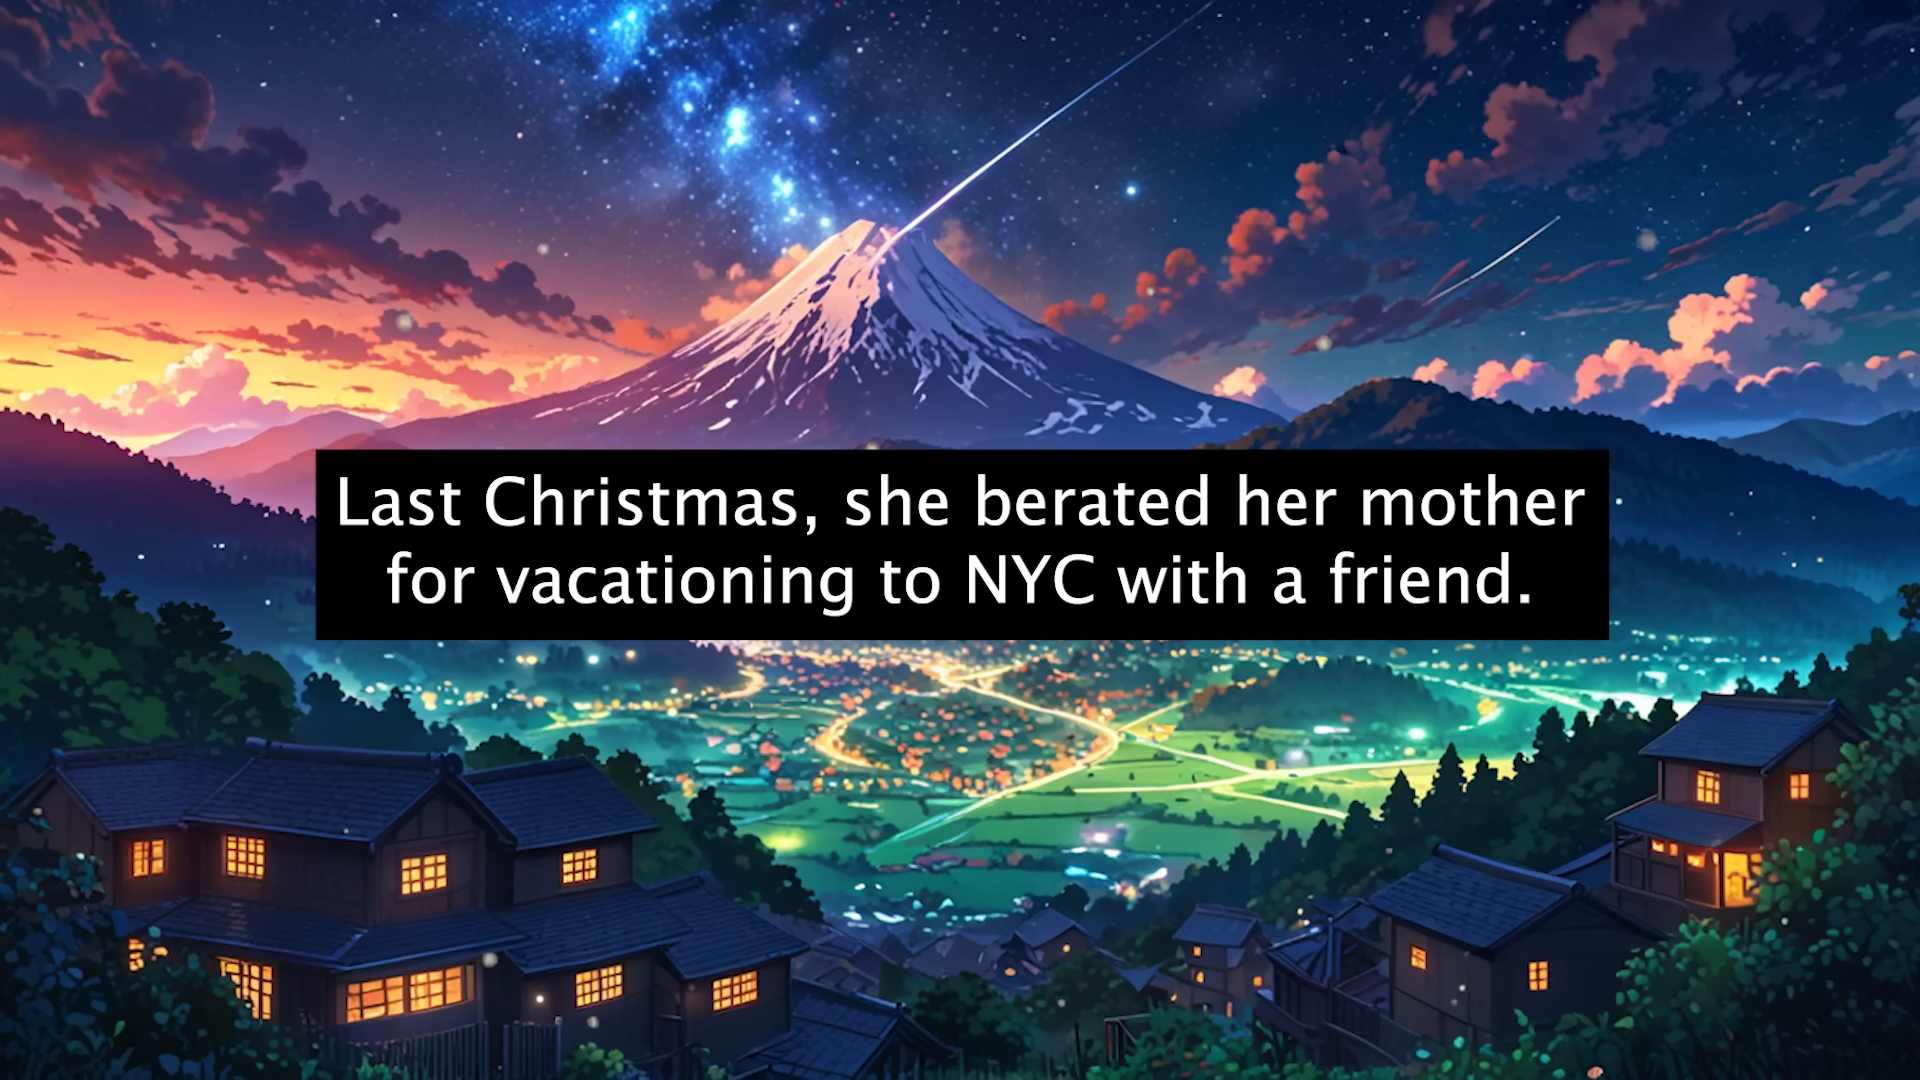 Last Christmas, she berated her mother
for vacationing to NYC with a friend.